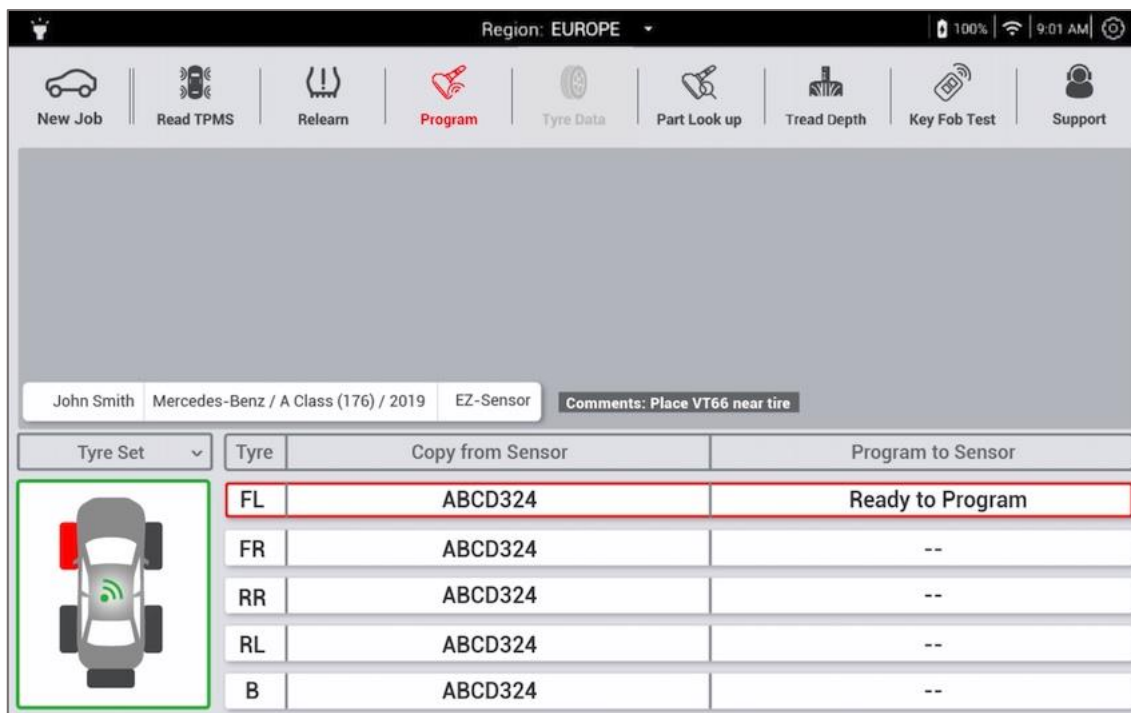 Region: EUROPE 100% 9:01 AM
New Job Read TPMS Relearn Program Tyre Data Part Look up Tread Depth Key Fob Test Support
John Smith Mercedes-Benz / A Class (176) / 2019 EZ-Sensor Comments: Place VT66 near tire
Tyre Set Tyre Copy from Sensor Program to Sensor
FL ABCD324 Ready to Program
FR ABCD324 --
RR ABCD324 --
RL ABCD324 --
B ABCD324 --